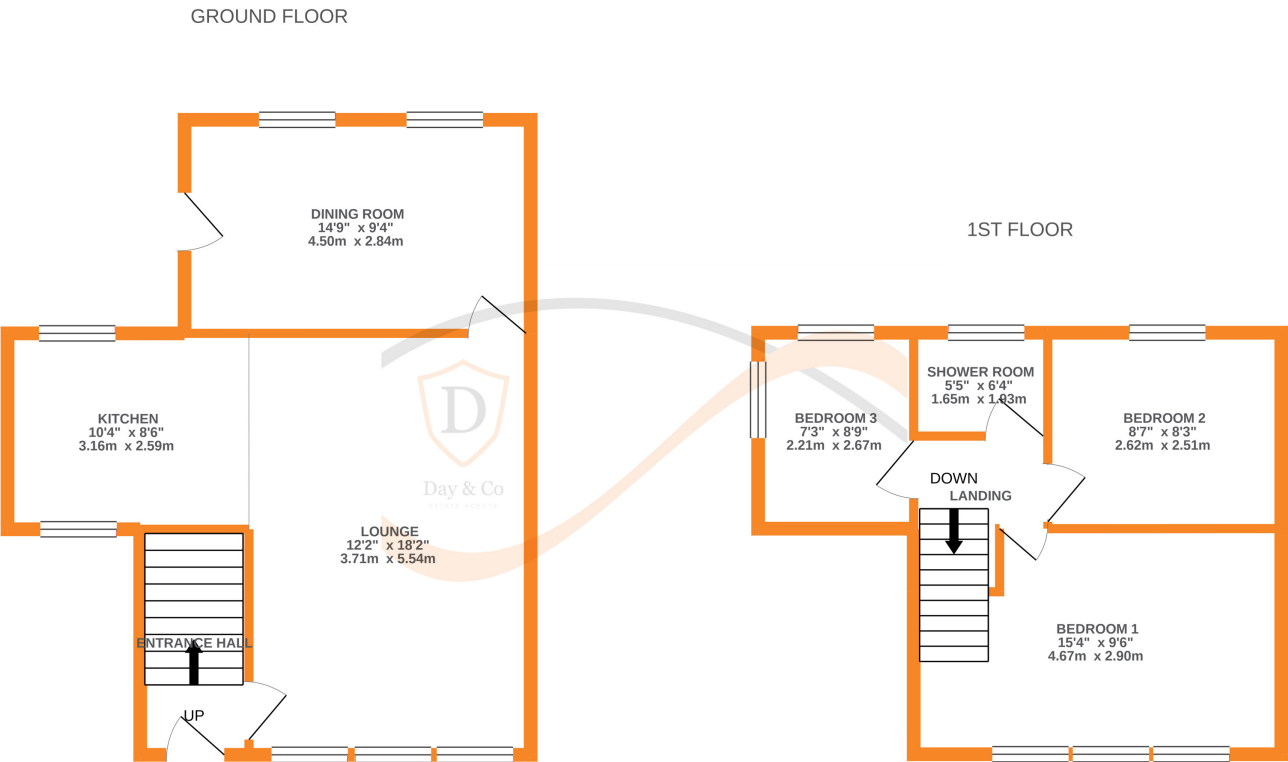 GROUND FLOOR
DINING ROOM
14'9" x 9'4"
4.50m x 2.84m
KITCHEN
10'4" x 8'6"
3.16m x 2.59m
LOUNGE
12'2" x 18'2"
3.71m x 5.54m
ENTRANCE HALL
UP
D
Day & Co
ESTATE AGENTS
1ST FLOOR
SHOWER ROOM
5'5" x 6'4"
1.65m x 1.93m
BEDROOM 3
7'3" x 8'9"
2.21m x 2.67m
BEDROOM 2
8'7" x 8'3"
2.62m x 2.51m
DOWN
LANDING
BEDROOM 1
15'4" x 9'6"
4.67m x 2.90m